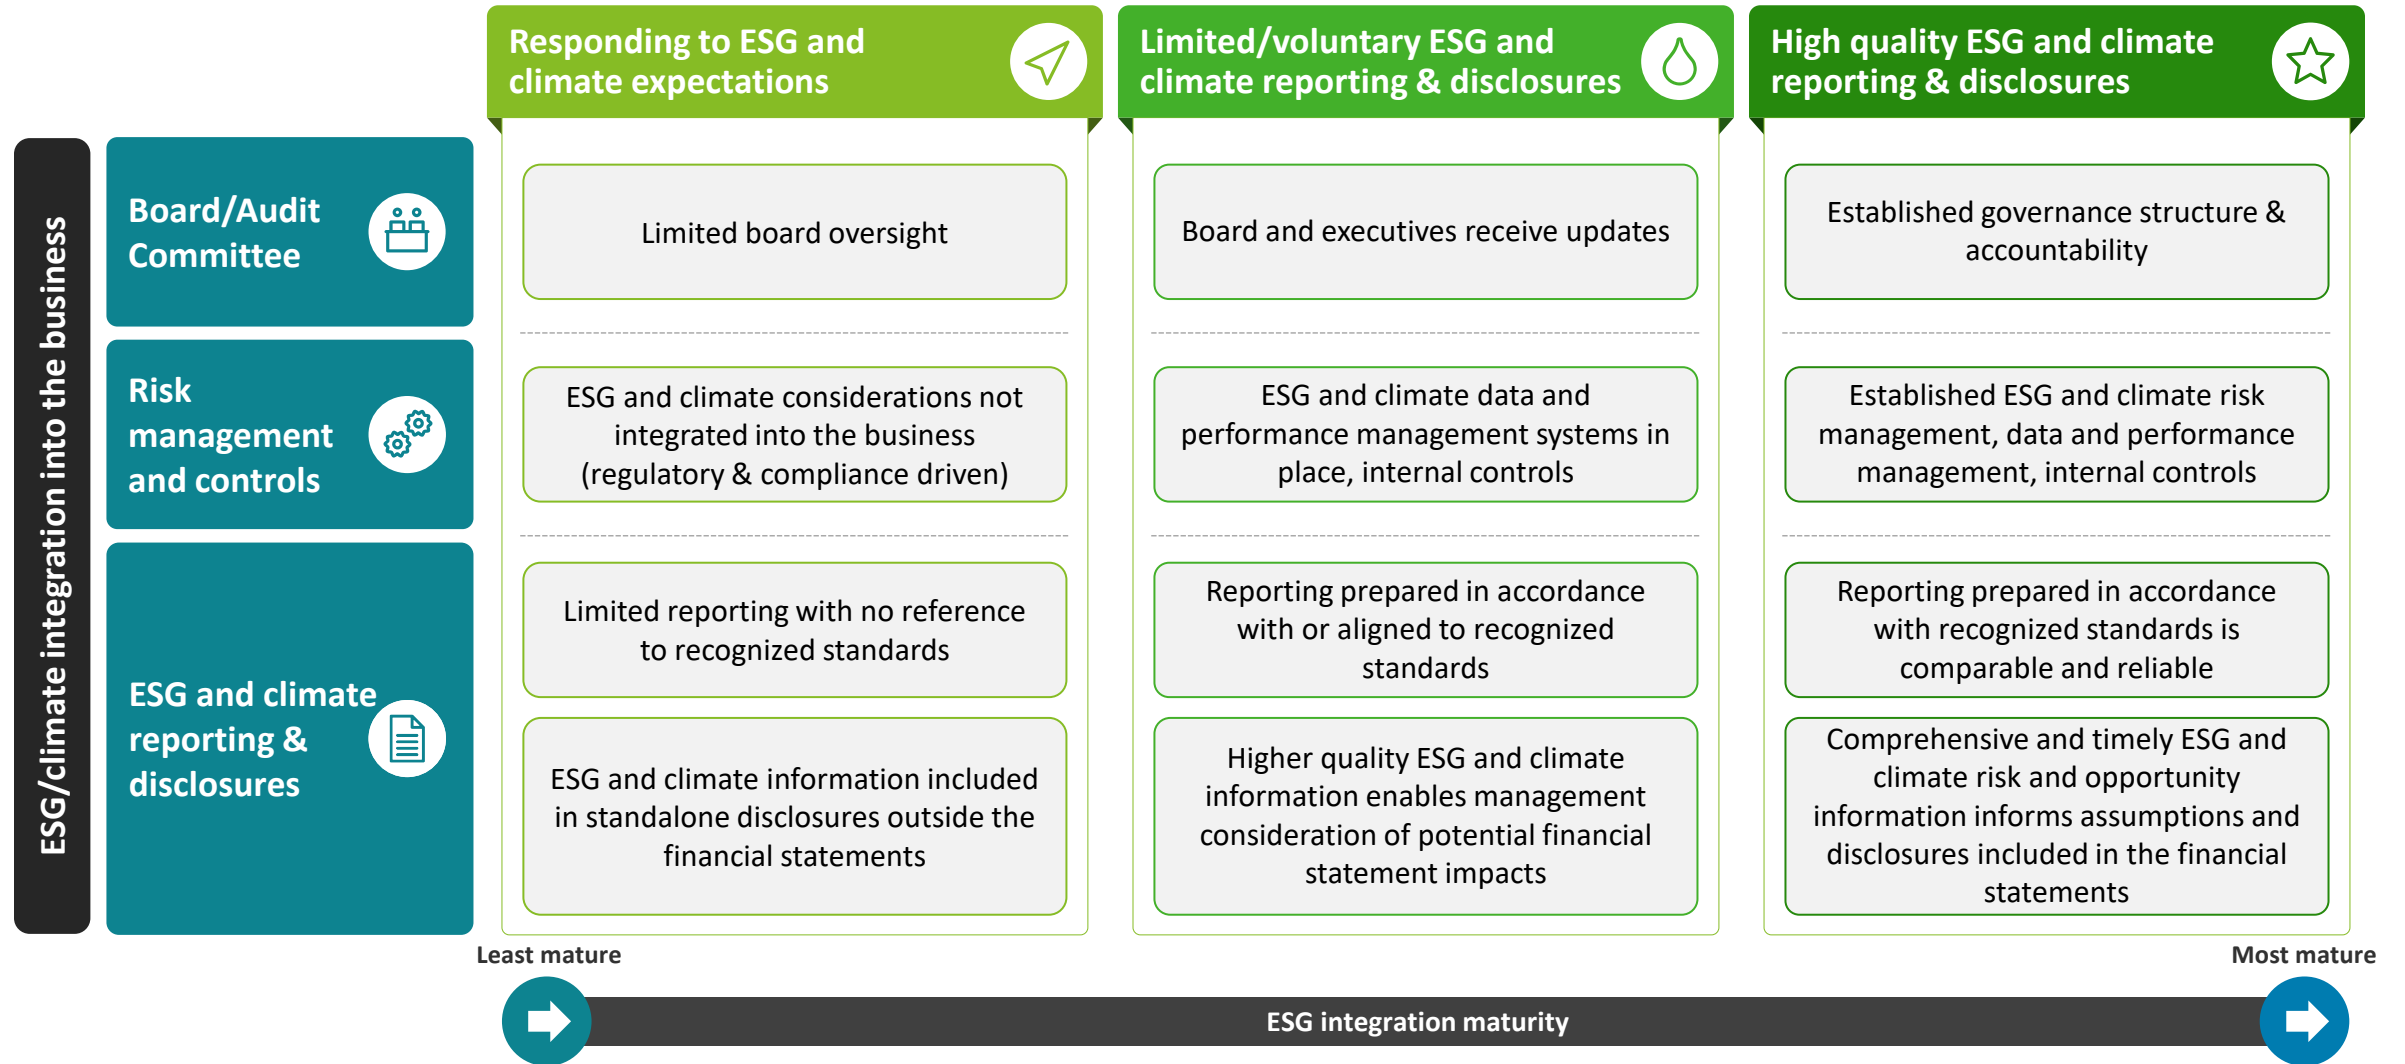 Responding to ESG and
climate expectations
Limited/voluntary ESG and
climate reporting & disclosures
High quality ESG and climate
reporting & disclosures
ESG/climate integration into the business
Board/Audit
Committee
Limited board oversight
Board and executives receive updates
Established governance structure &
accountability
Risk
management
and controls
ESG and climate considerations not
integrated into the business
(regulatory & compliance driven)
ESG and climate data and
performance management systems in
place, internal controls
Established ESG and climate risk
management, data and performance
management, internal controls
ESG and climate
reporting &
disclosures
Limited reporting with no reference
to recognized standards
Reporting prepared in accordance
with or aligned to recognized
standards
Reporting prepared in accordance
with recognized standards is
comparable and reliable
ESG and climate information included
in standalone disclosures outside the
financial statements
Higher quality ESG and climate
information enables management
consideration of potential financial
statement impacts
Comprehensive and timely ESG and
climate risk and opportunity
information informs assumptions and
disclosures included in the financial
statements
Least mature
Most mature
ESG integration maturity